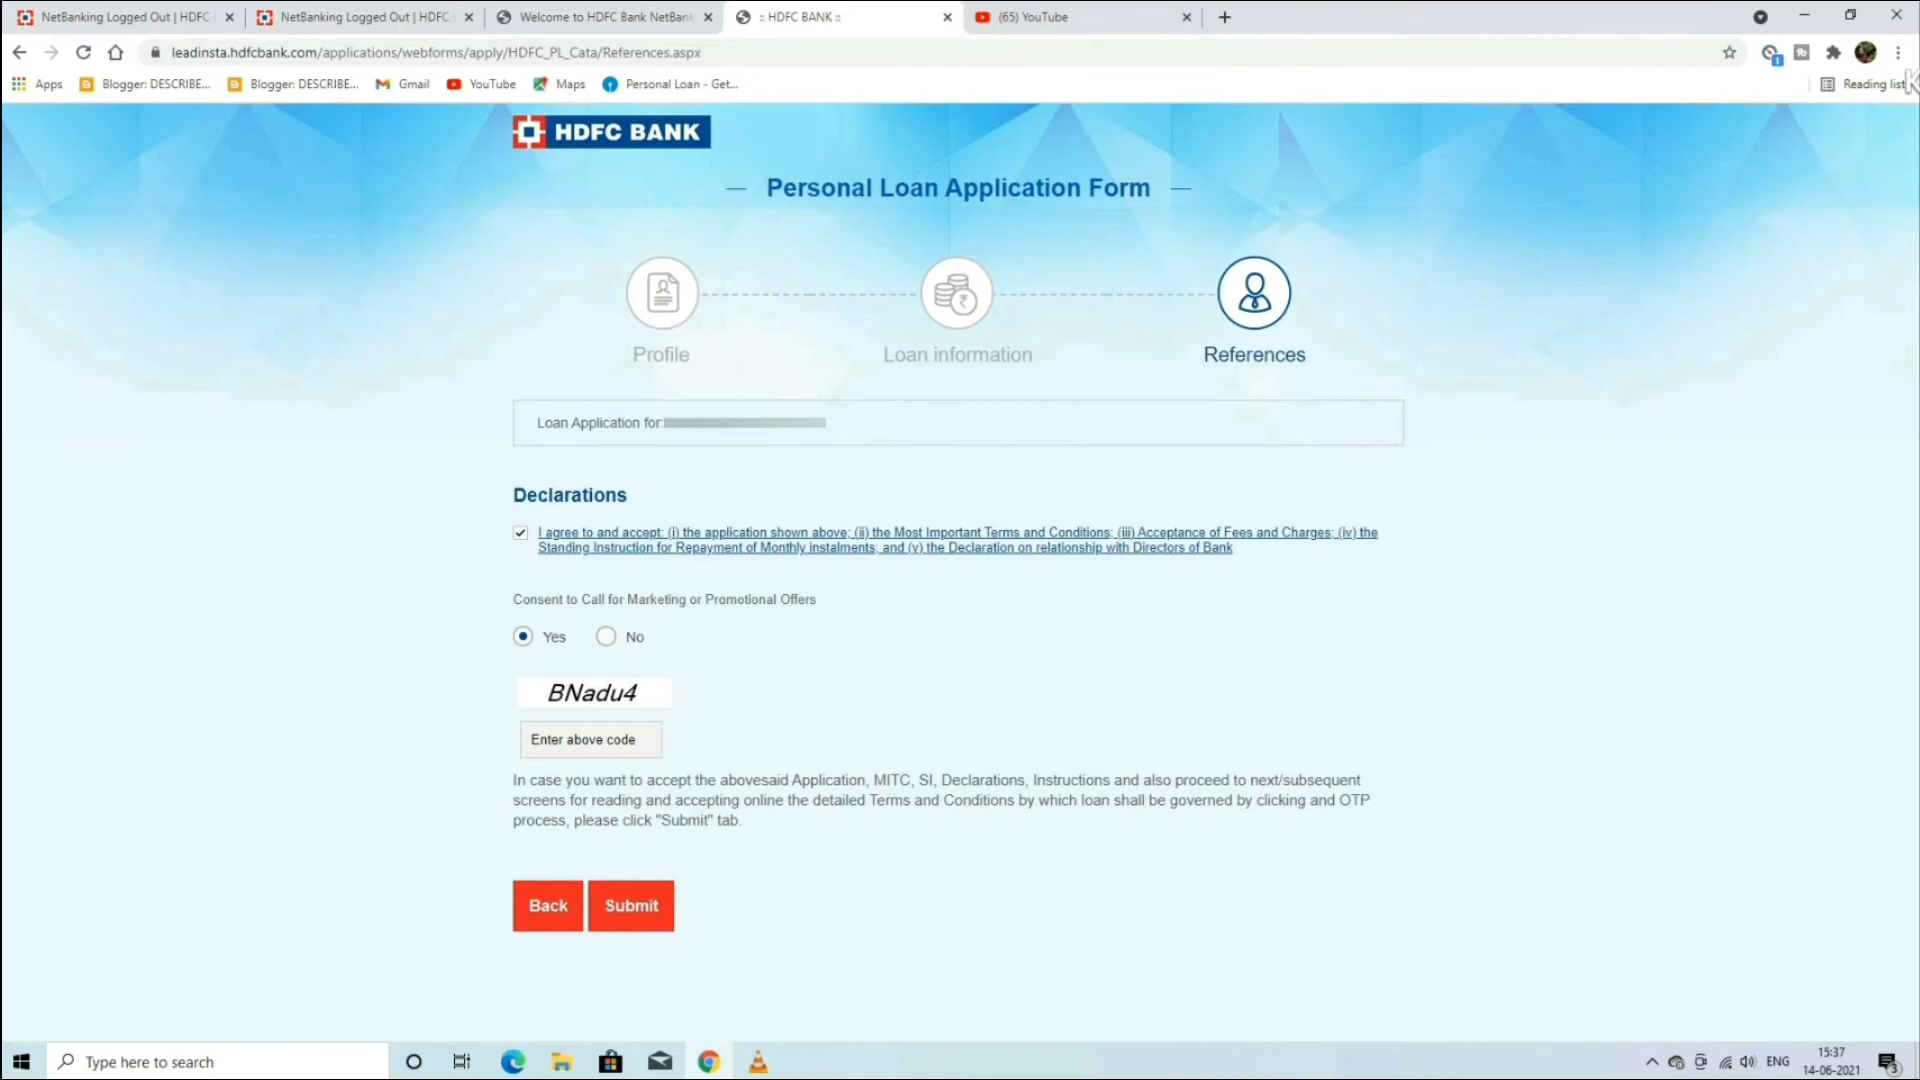 NetBanking Logged Out | HDFC
NetBanking Logged Out | HDFC
Welcome to HDFC Bank NetBan
:: HDFC BANK ::
(65) YouTube
leadinsta.hdfcbank.com/applications/webforms/apply/HDFC_PL_Cata/References.aspx
Apps
Blogger: DESCRIBE...
Blogger: DESCRIBE...
Gmail
YouTube
Maps
Personal Loan - Get...
Reading list
HDFC BANK
Personal Loan Application Form
Profile
Loan information
References
Loan Application for:
Declarations
I agree to and accept: (i) the application shown above; (ii) the Most Important Terms and Conditions; (iii) Acceptance of Fees and Charges; (iv) the
Standing Instruction for Repayment of Monthly instalments; and (v) the Declaration on relationship with Directors of Bank
Consent to Call for Marketing or Promotional Offers
Yes
No
BNadu4
Enter above code
In case you want to accept the abovesaid Application, MITC, SI, Declarations, Instructions and also proceed to next/subsequent
screens for reading and accepting online the detailed Terms and Conditions by which loan shall be governed by clicking and OTP
process, please click "Submit" tab.
Back
Submit
Type here to search
ENG
15:37
14-06-2021
3